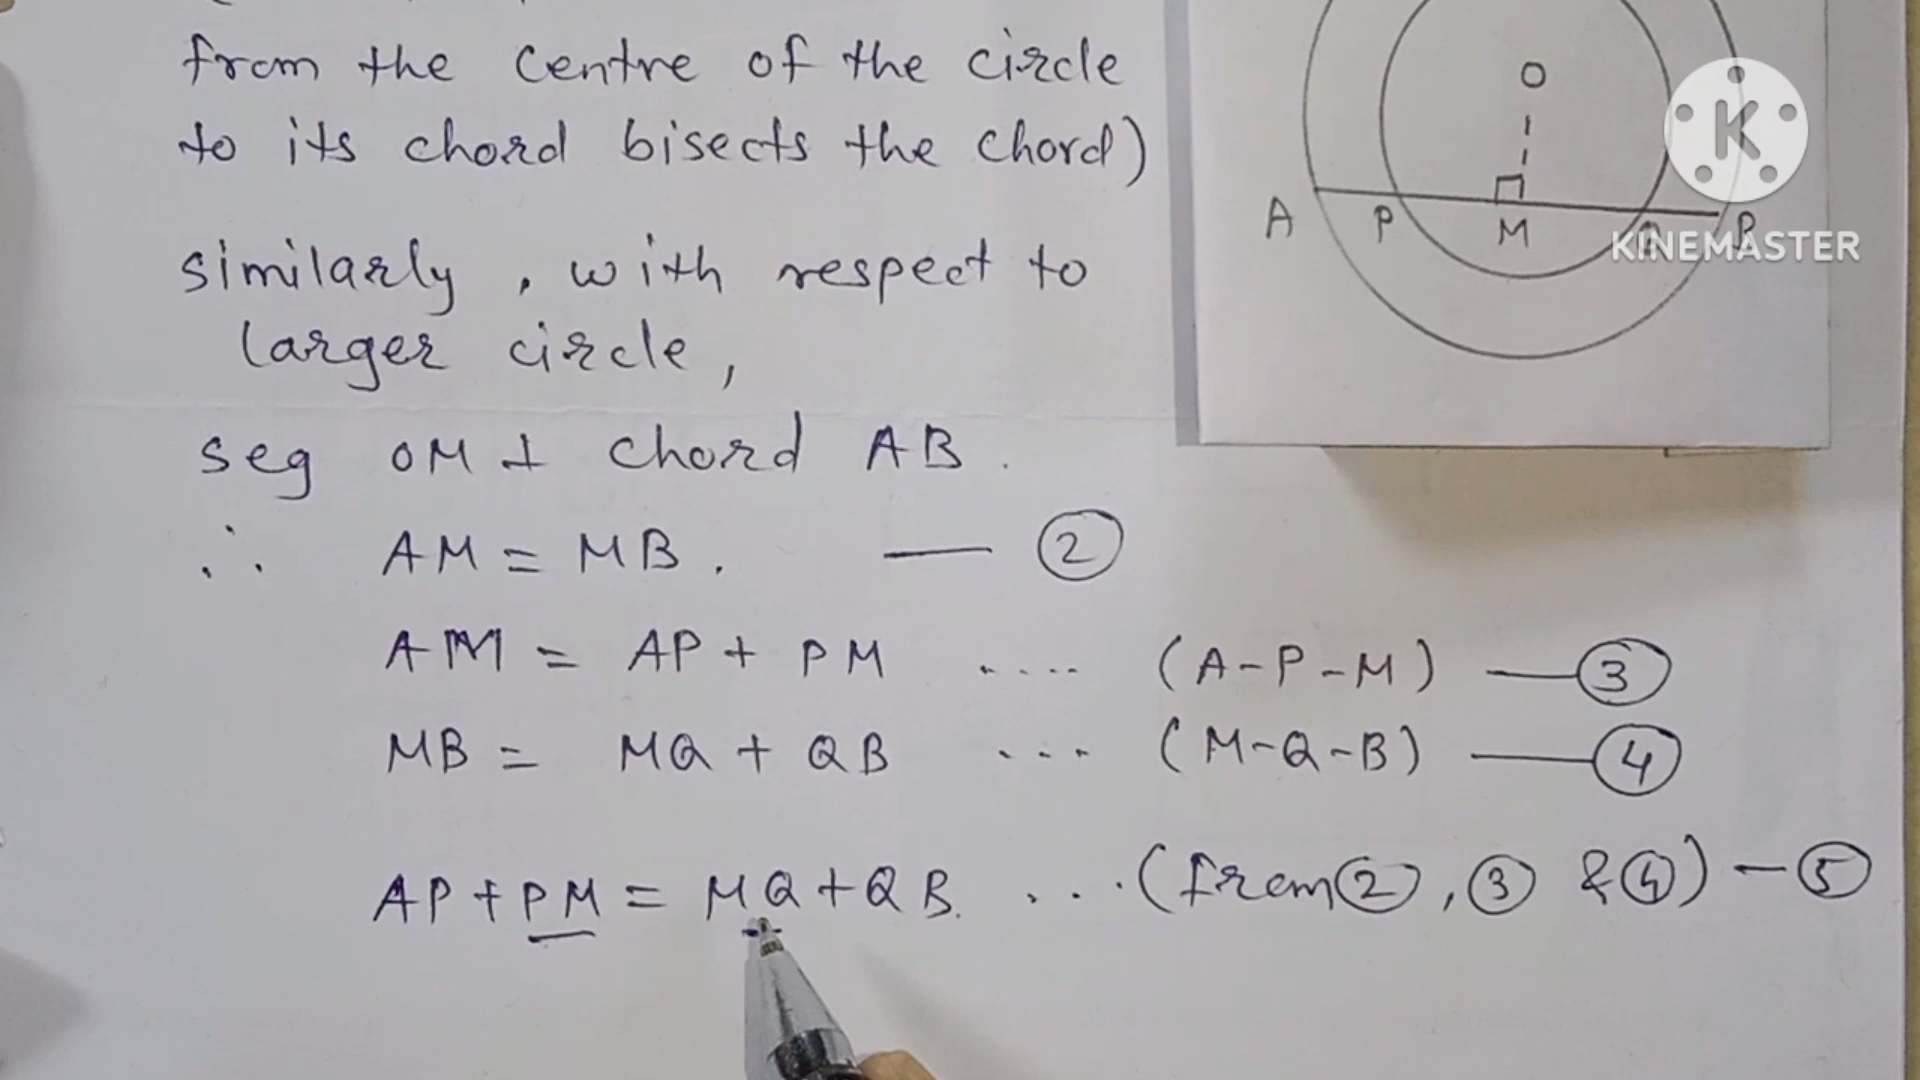 from the centre of the circle
to its chord bisects the chord)
similarly, with respect to
larger circle,
seg OM ⊥ chord AB.
∴ AM = MB. — ②
AM = AP + PM .... (A-P-M) — ③
MB = MQ + QB ... (M-Q-B) — ④
AP + PM = MQ + QB. ... (from ②, ③ & ④) — ⑤
O
A P M B
K
KINEMASTER